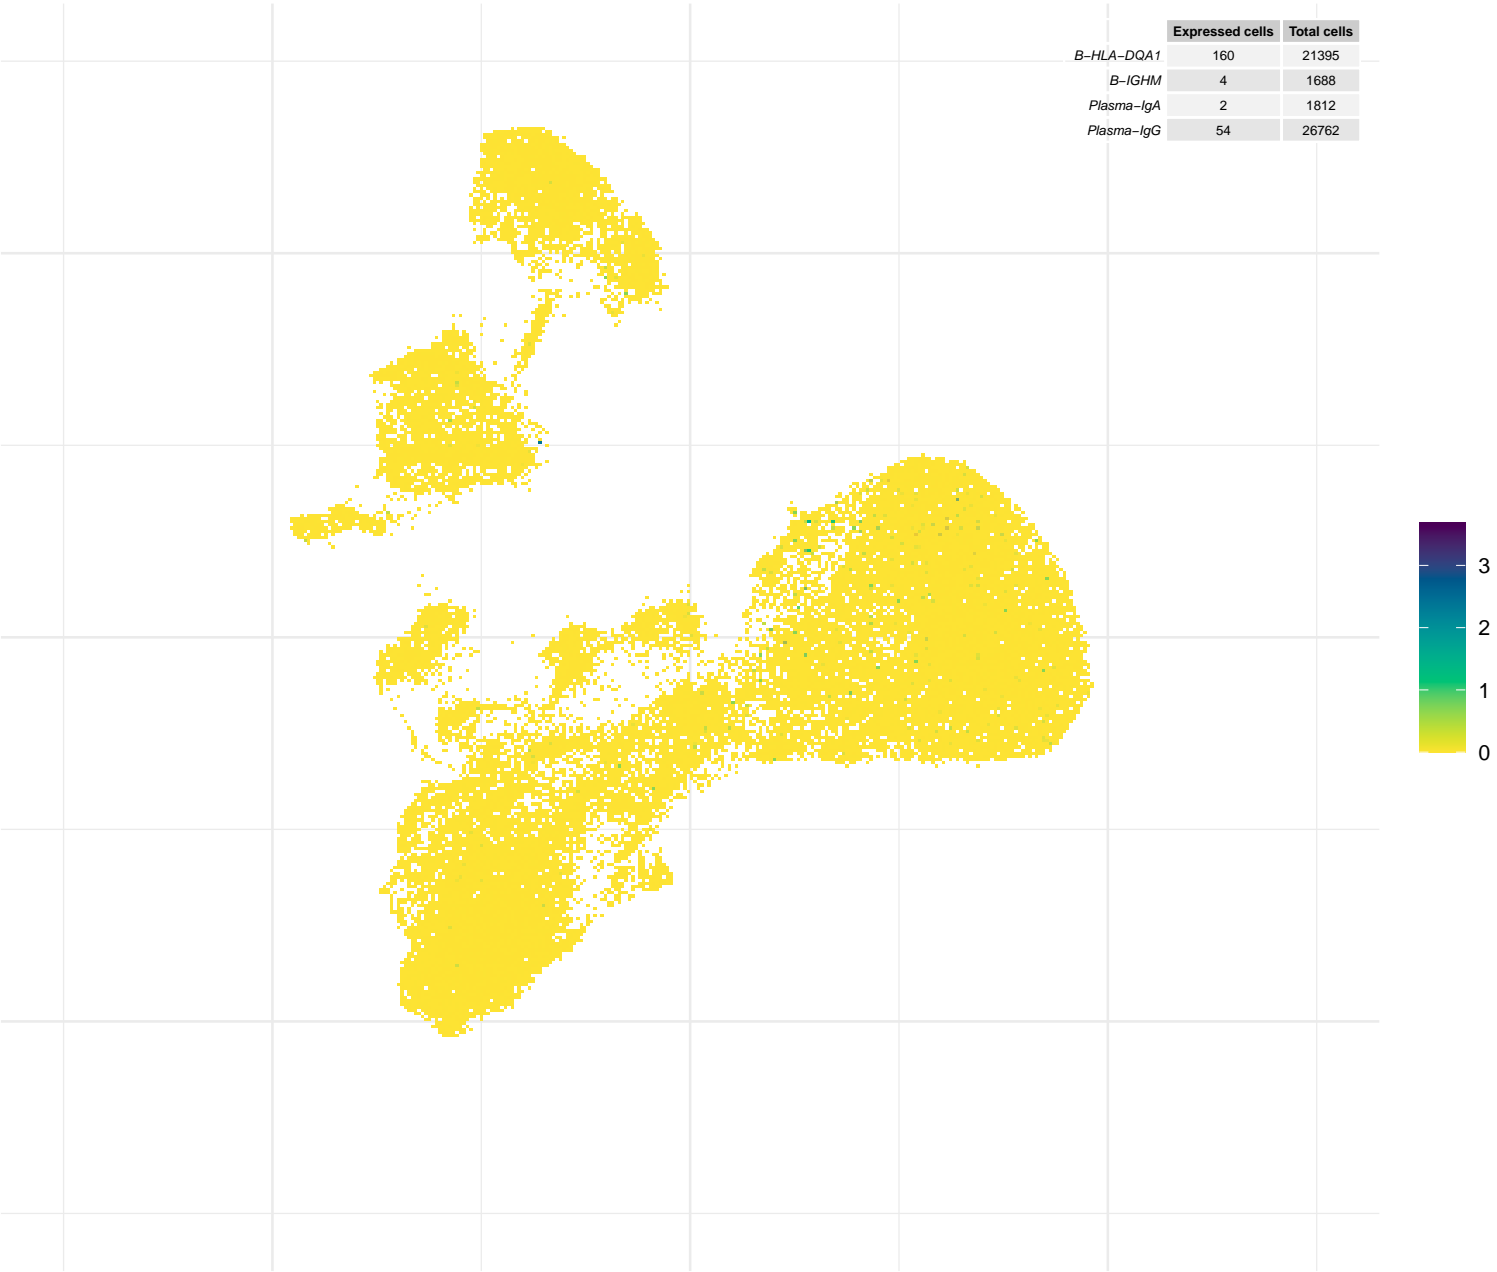 Expressed cells Total cells
B−HLA−DQA1 160 21395
B−IGHM 4 1688
Plasma−IgA 2 1812
Plasma−IgG 54 26762
3
2
1
0